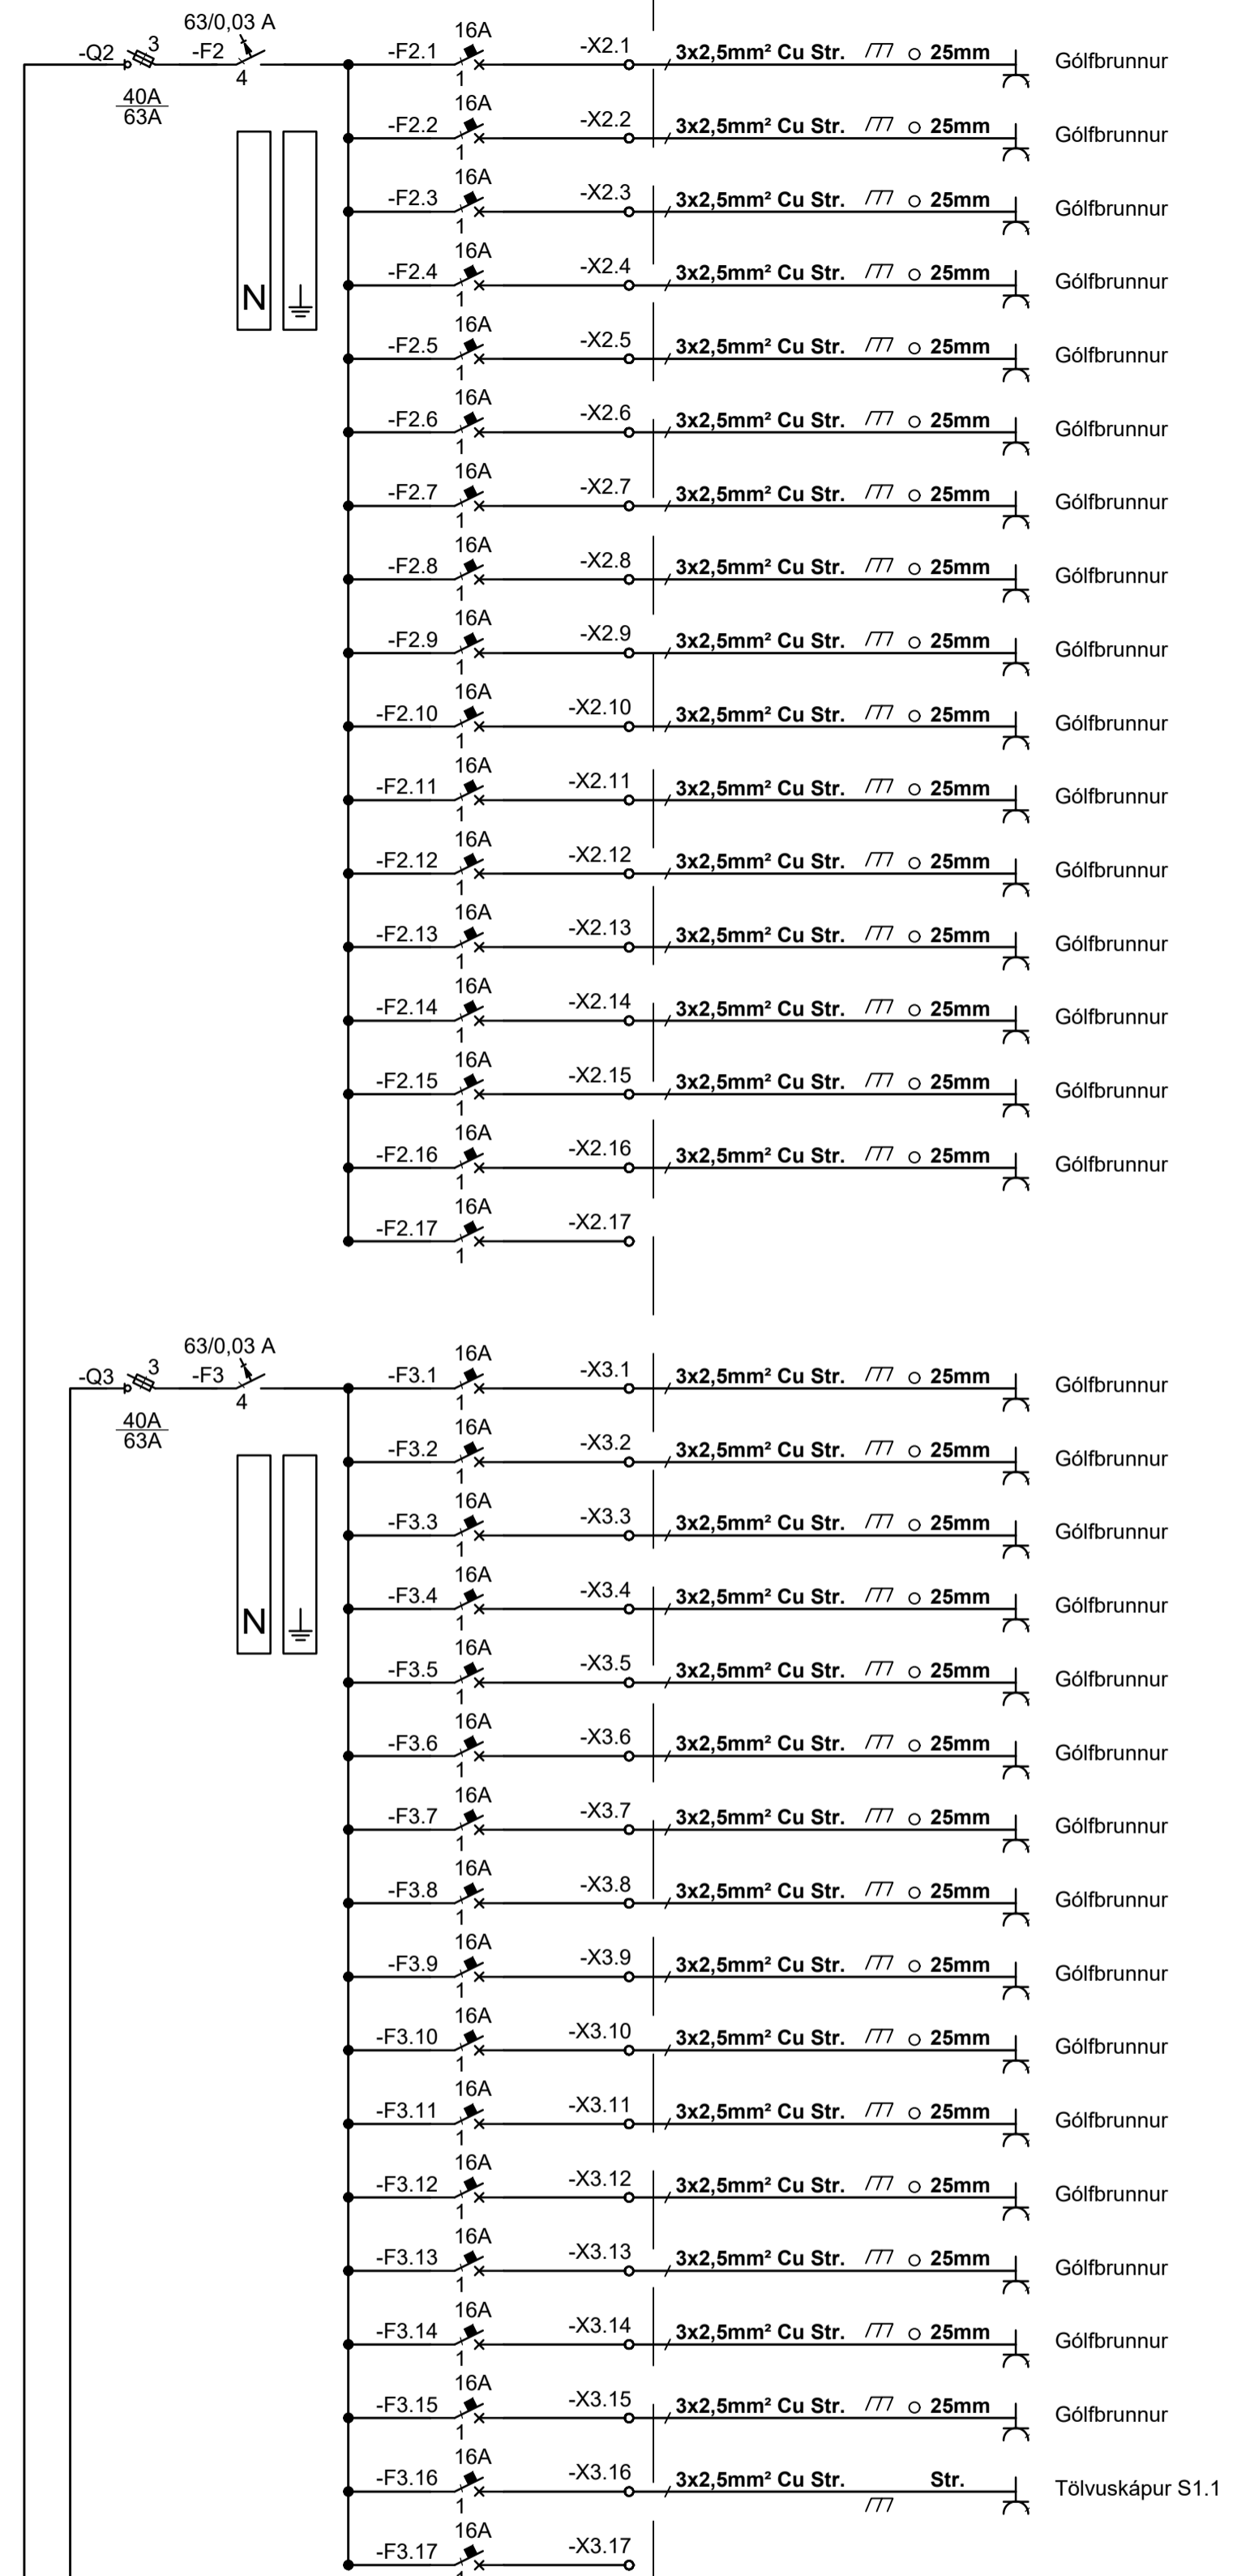 63/0,03 A
-Q2 3 -F2 4
40A
63A
N
16A
-F2.1 1 -X2.1 3x2,5mm² Cu Str. 25mm Gólfbrunnur
16A
-F2.2 1 -X2.2 3x2,5mm² Cu Str. 25mm Gólfbrunnur
16A
-F2.3 1 -X2.3 3x2,5mm² Cu Str. 25mm Gólfbrunnur
16A
-F2.4 1 -X2.4 3x2,5mm² Cu Str. 25mm Gólfbrunnur
16A
-F2.5 1 -X2.5 3x2,5mm² Cu Str. 25mm Gólfbrunnur
16A
-F2.6 1 -X2.6 3x2,5mm² Cu Str. 25mm Gólfbrunnur
16A
-F2.7 1 -X2.7 3x2,5mm² Cu Str. 25mm Gólfbrunnur
16A
-F2.8 1 -X2.8 3x2,5mm² Cu Str. 25mm Gólfbrunnur
16A
-F2.9 1 -X2.9 3x2,5mm² Cu Str. 25mm Gólfbrunnur
16A
-F2.10 1 -X2.10 3x2,5mm² Cu Str. 25mm Gólfbrunnur
16A
-F2.11 1 -X2.11 3x2,5mm² Cu Str. 25mm Gólfbrunnur
16A
-F2.12 1 -X2.12 3x2,5mm² Cu Str. 25mm Gólfbrunnur
16A
-F2.13 1 -X2.13 3x2,5mm² Cu Str. 25mm Gólfbrunnur
16A
-F2.14 1 -X2.14 3x2,5mm² Cu Str. 25mm Gólfbrunnur
16A
-F2.15 1 -X2.15 3x2,5mm² Cu Str. 25mm Gólfbrunnur
16A
-F2.16 1 -X2.16 3x2,5mm² Cu Str. 25mm Gólfbrunnur
16A
-F2.17 1 -X2.17
63/0,03 A
-Q3 3 -F3 4
40A
63A
N
16A
-F3.1 1 -X3.1 3x2,5mm² Cu Str. 25mm Gólfbrunnur
16A
-F3.2 1 -X3.2 3x2,5mm² Cu Str. 25mm Gólfbrunnur
16A
-F3.3 1 -X3.3 3x2,5mm² Cu Str. 25mm Gólfbrunnur
16A
-F3.4 1 -X3.4 3x2,5mm² Cu Str. 25mm Gólfbrunnur
16A
-F3.5 1 -X3.5 3x2,5mm² Cu Str. 25mm Gólfbrunnur
16A
-F3.6 1 -X3.6 3x2,5mm² Cu Str. 25mm Gólfbrunnur
16A
-F3.7 1 -X3.7 3x2,5mm² Cu Str. 25mm Gólfbrunnur
16A
-F3.8 1 -X3.8 3x2,5mm² Cu Str. 25mm Gólfbrunnur
16A
-F3.9 1 -X3.9 3x2,5mm² Cu Str. 25mm Gólfbrunnur
16A
-F3.10 1 -X3.10 3x2,5mm² Cu Str. 25mm Gólfbrunnur
16A
-F3.11 1 -X3.11 3x2,5mm² Cu Str. 25mm Gólfbrunnur
16A
-F3.12 1 -X3.12 3x2,5mm² Cu Str. 25mm Gólfbrunnur
16A
-F3.13 1 -X3.13 3x2,5mm² Cu Str. 25mm Gólfbrunnur
16A
-F3.14 1 -X3.14 3x2,5mm² Cu Str. 25mm Gólfbrunnur
16A
-F3.15 1 -X3.15 3x2,5mm² Cu Str. 25mm Gólfbrunnur
16A
-F3.16 1 -X3.16 3x2,5mm² Cu Str. Str. Tölvuskápur S1.1
16A
-F3.17 1 -X3.17